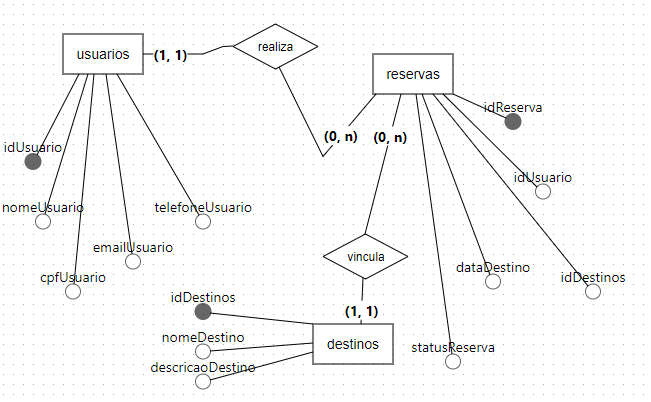 usuarios
(1, 1)
realiza
reservas
idReserva
(0, n)
(0, n)
idUsuario
idUsuario
nomeUsuario
telefoneUsuario
emailUsuario
cpfUsuario
vincula
dataDestino
idDestinos
idDestinos
(1, 1)
nomeDestino
destinos
statusReserva
descricaoDestino